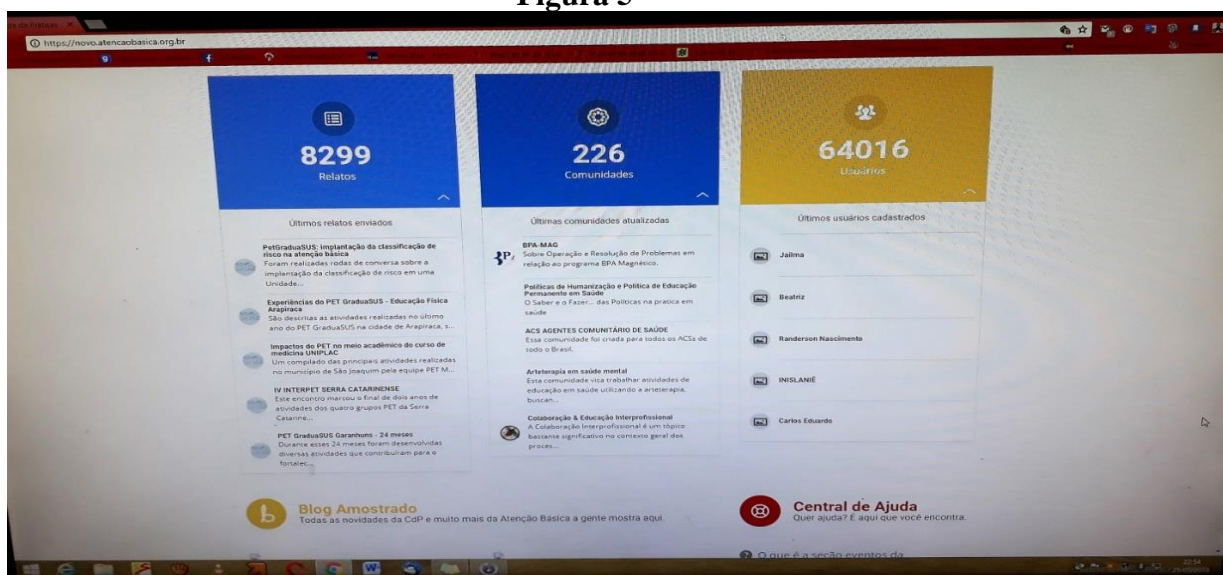 Figura 3
https://novo.atencaobasica.org.br
8299
Relatos
Últimos relatos enviados
PetGraduaSUS: implantação da classificação de
risco na atenção básica
Foram realizadas rodas de conversa sobre a
implantação da classificação de risco em uma
Unidade...
Experiências do PET GraduaSUS - Educação Física
Arapiraca
São descritas as atividades realizadas no último
ano do PET GraduaSUS na cidade de Arapiraca, s...
Impactos do PET no meio acadêmico do curso de
medicina UNIPLAC
Um compilado das principais atividades realizadas
no município de São Joaquim pela equipe PET M...
IV INTERPET SERRA CATARINENSE
Este encontro marcou o final de dois anos de
atividades dos quatro grupos PET da Serra
Catarine...
PET GraduaSUS Garanhuns - 24 meses
Durante esses 24 meses foram desenvolvidas
diversas atividades que contribuíram para o
fortalec...
226
Comunidades
Últimas comunidades atualizadas
BPA-MAG
Sobre Operação e Resolução de Problemas em
relação ao programa BPA Magnético.
Políticas de Humanização e Política de Educação
Permanente em Saúde
O Saber e o Fazer... das Políticas na pratica em
saúde
ACS AGENTES COMUNITÁRIO DE SAÚDE
Essa comunidade foi criada para todos os ACSs de
todo o Brasil.
Arteterapia em saúde mental
Esta comunidade visa trabalhar atividades de
educação em saúde utilizando a arteterapia,
buscan...
Colaboração & Educação Interprofissional
A Colaboração Interprofissional é um tópico
bastante significativo no contexto geral dos
proces...
64016
Usuários
Últimos usuários cadastrados
Jailma
Beatriz
Randerson Nascimento
INISLANIÊ
Carlos Eduardo
Blog Amostrado
Todas as novidades da CdP e muito mais da Atenção Básica a gente mostra aqui.
Central de Ajuda
Quer ajuda? É aqui que você encontra.
O que é a seção eventos da
22:54